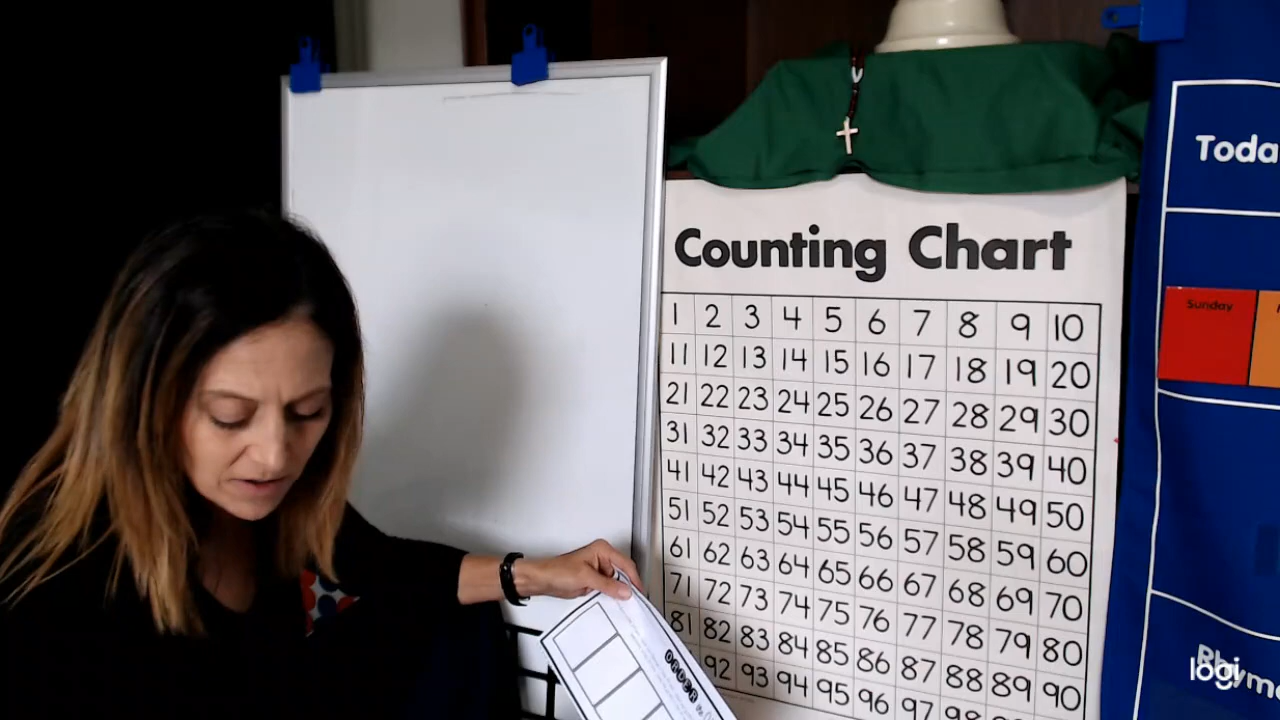 Counting Chart
1 2 3 4 5 6 7 8 9 10
11 12 13 14 15 16 17 18 19 20
21 22 23 24 25 26 27 28 29 30
31 32 33 34 35 36 37 38 39 40
41 42 43 44 45 46 47 48 49 50
51 52 53 54 55 56 57 58 59 60
61 62 63 64 65 66 67 68 69 70
71 72 73 74 75 76 77 78 79 80
81 82 83 84 85 86 87 88 89 90
92 93 94 95 96 97 98
ORDER
Toda
Sunday
Rhyme
logi